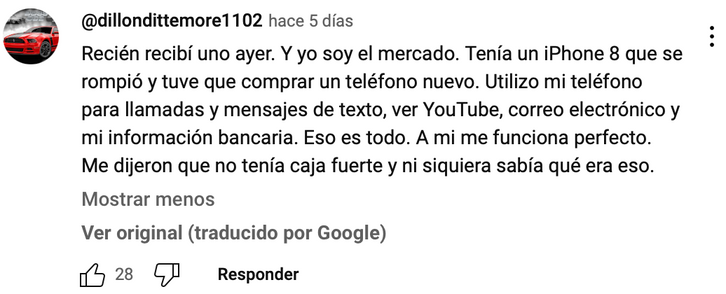 @dillondittemore1102 hace 5 días
Recién recibí uno ayer. Y yo soy el mercado. Tenía un iPhone 8 que se
rompió y tuve que comprar un teléfono nuevo. Utilizo mi teléfono
para llamadas y mensajes de texto, ver YouTube, correo electrónico y
mi información bancaria. Eso es todo. A mi me funciona perfecto.
Me dijeron que no tenía caja fuerte y ni siquiera sabía qué era eso.
Mostrar menos
Ver original (traducido por Google)
28 Responder